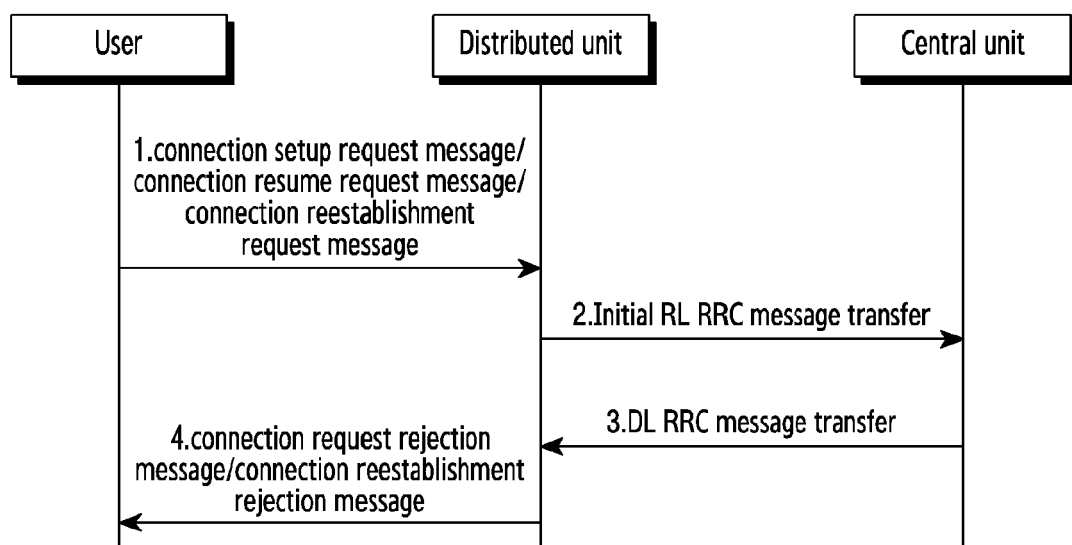 User
Distributed unit
Central unit
1.connection setup request message/
connection resume request message/
connection reestablishment
request message
2.Initial RL RRC message transfer
3.DL RRC message transfer
4.connection request rejection
message/connection reestablishment
rejection message